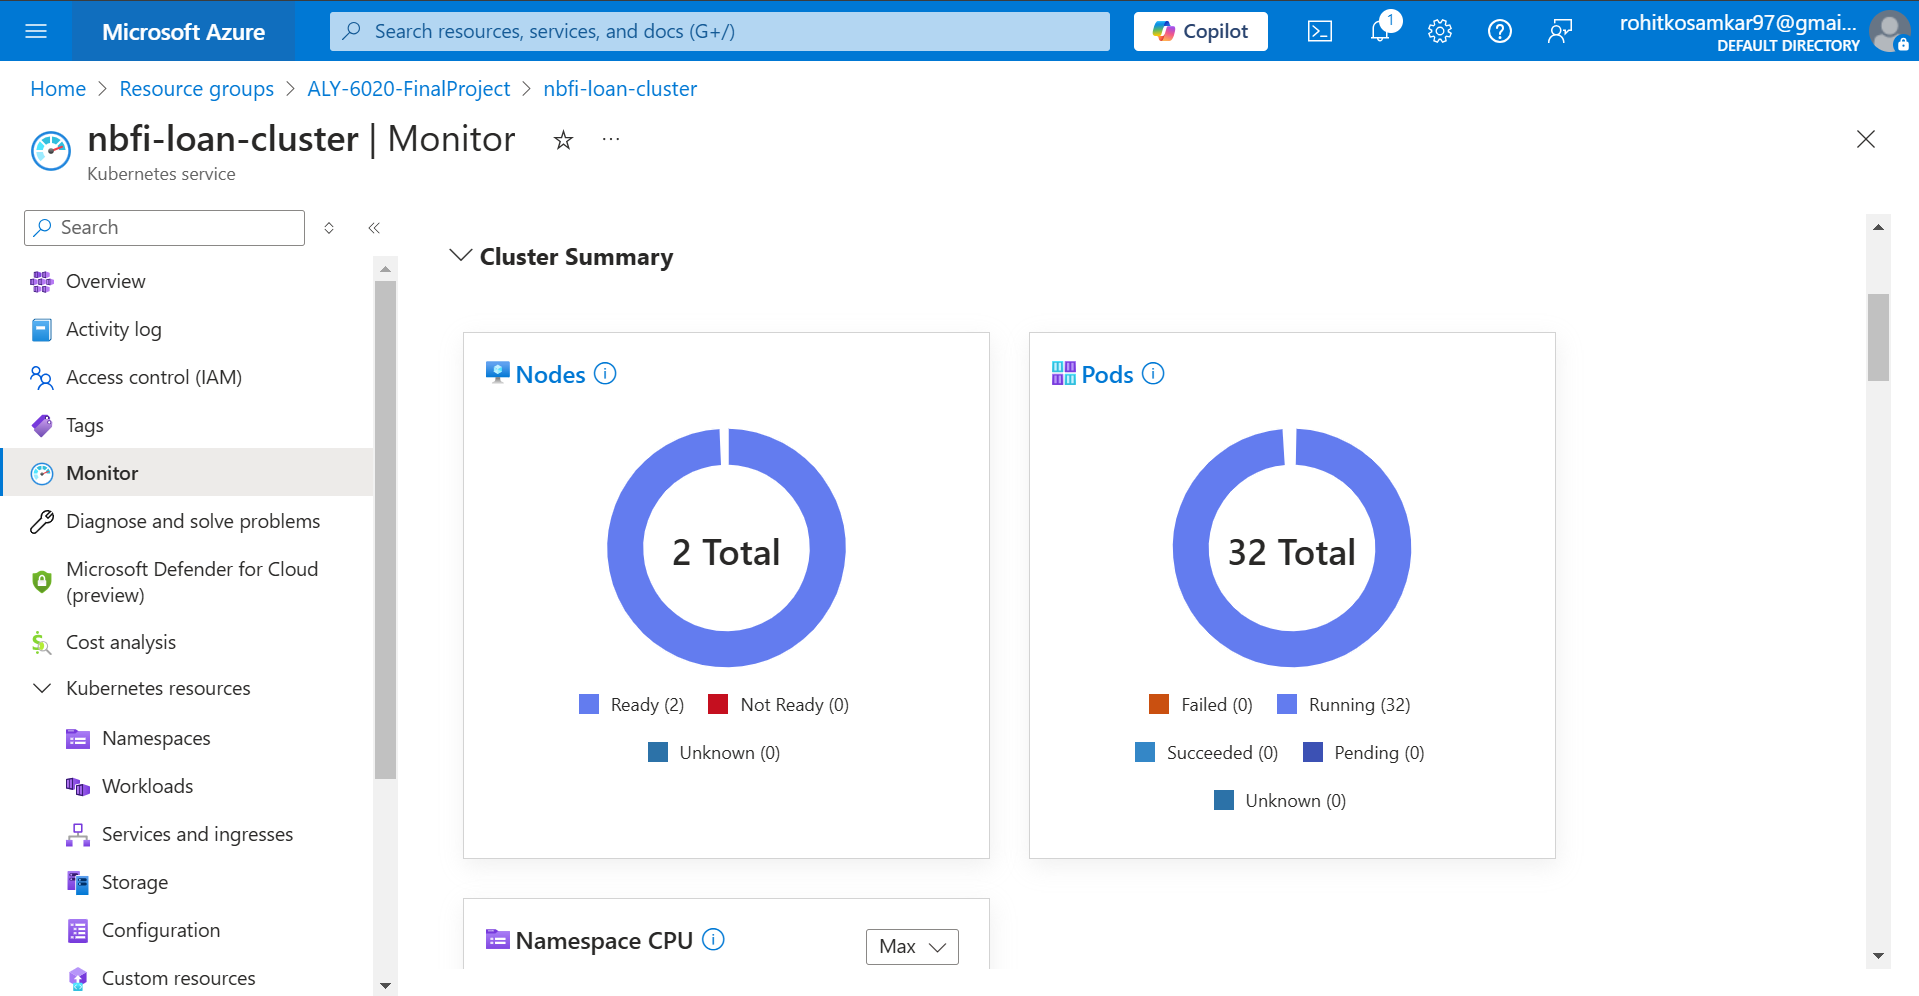 Microsoft Azure
Search resources, services, and docs (G+/)
Copilot
1
rohitkosamkar97@gmai...
DEFAULT DIRECTORY
Home > Resource groups > ALY-6020-FinalProject > nbfi-loan-cluster
nbfi-loan-cluster | Monitor
Kubernetes service
Search
Overview
Activity log
Access control (IAM)
Tags
Monitor
Diagnose and solve problems
Microsoft Defender for Cloud
(preview)
Cost analysis
Kubernetes resources
Namespaces
Workloads
Services and ingresses
Storage
Configuration
Custom resources
Cluster Summary
Nodes
2 Total
Ready (2)
Not Ready (0)
Unknown (0)
Pods
32 Total
Failed (0)
Running (32)
Succeeded (0)
Pending (0)
Unknown (0)
Namespace CPU
Max